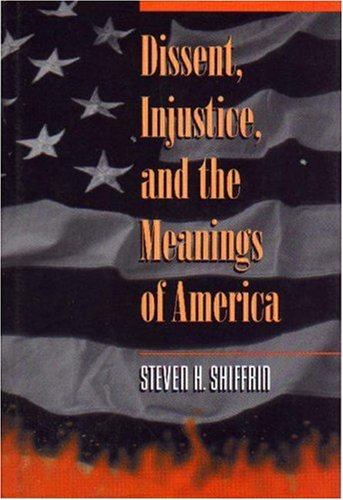 Dissent,
Injustice,
and the
Meanings
of America
STEVEN H. SHIFFRIN